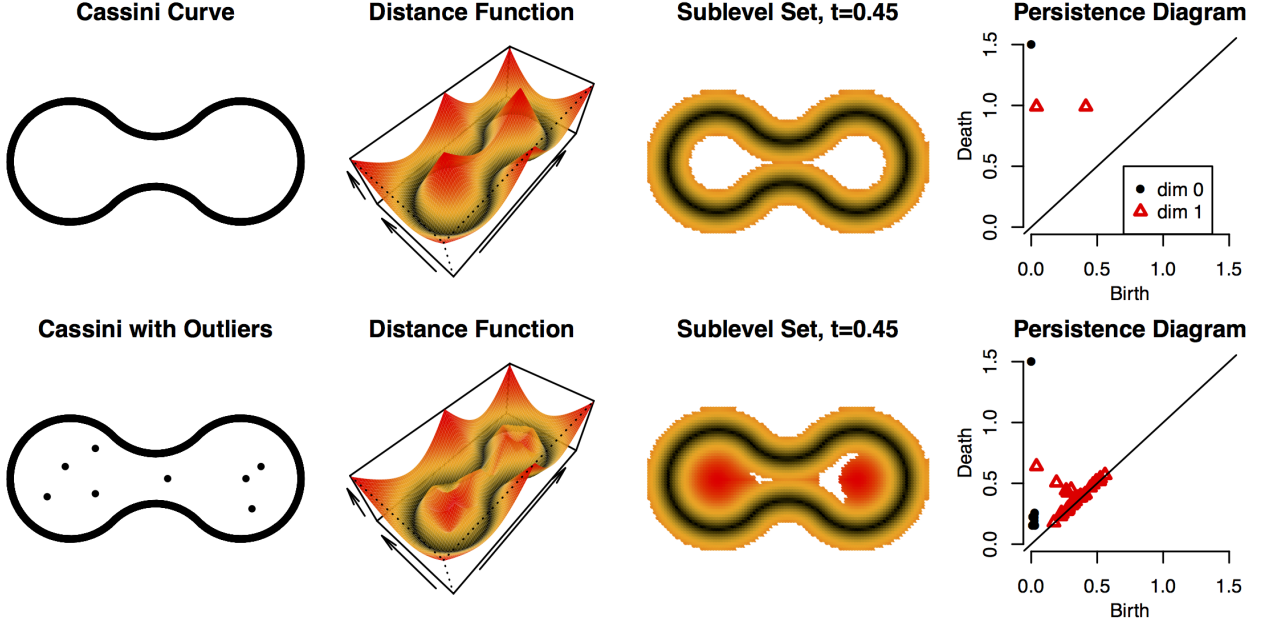 Cassini Curve
Distance Function
Sublevel Set, t=0.45
Persistence Diagram
1.5
1.0
0.5
0.0
Death
dim 0
dim 1
0.0 0.5 1.0 1.5
Birth
Cassini with Outliers
Distance Function
Sublevel Set, t=0.45
Persistence Diagram
1.5
1.0
0.5
0.0
Death
0.0 0.5 1.0 1.5
Birth